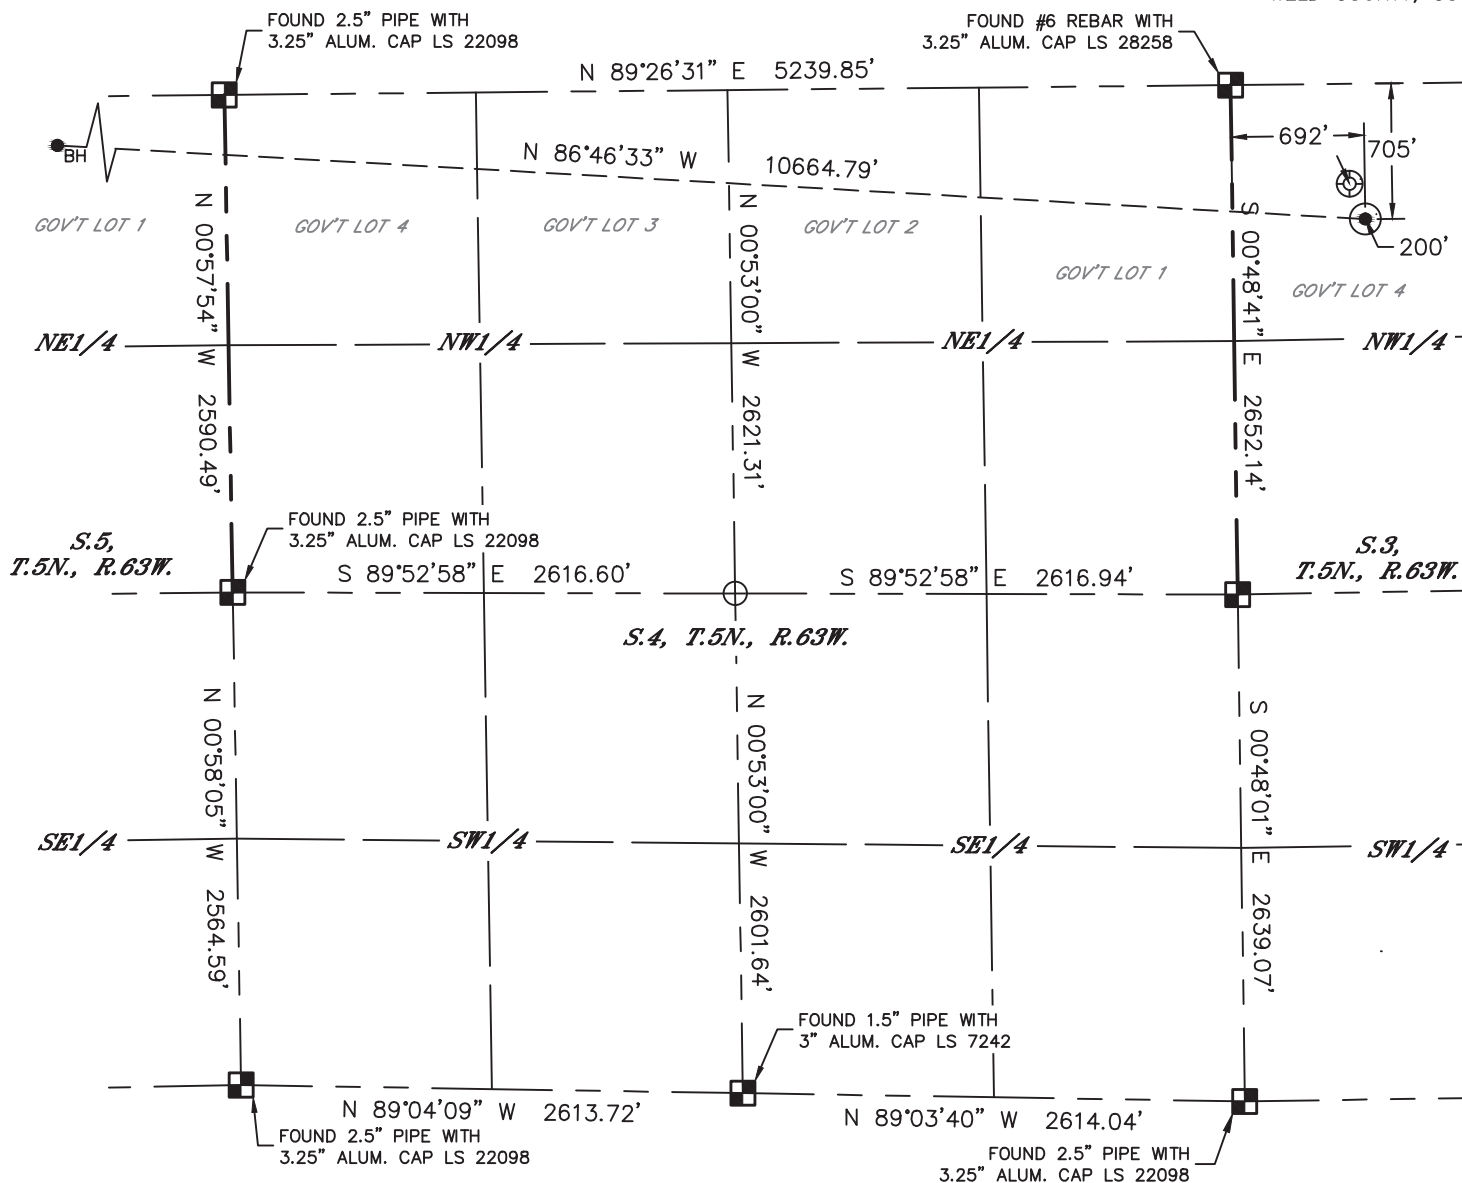 FOUND 2.5" PIPE WITH
3.25" ALUM. CAP LS 22098
FOUND #6 REBAR WITH
3.25" ALUM. CAP LS 28258
N 89°26'31" E 5239.85'
692'
705'
BH
N 86°46'33" W 10664.79'
200'
GOV'T LOT 1
GOV'T LOT 4
GOV'T LOT 3
GOV'T LOT 2
GOV'T LOT 1
GOV'T LOT 4
N 00°57'54" W 2590.49'
N 00°53'00" W 2621.31'
S 00°48'41" E 2652.14'
NE1/4
NW1/4
NE1/4
NW1/4
FOUND 2.5" PIPE WITH
3.25" ALUM. CAP LS 22098
S.5,
T.5N., R.63W.
S 89°52'58" E 2616.60'
S 89°52'58" E 2616.94'
S.3,
T.5N., R.63W.
S.4, T.5N., R.63W.
N 00°58'05" W 2564.59'
N 00°53'00" W 2601.64'
S 00°48'01" E 2639.07'
SE1/4
SW1/4
SE1/4
SW1/4
FOUND 1.5" PIPE WITH
3" ALUM. CAP LS 7242
N 89°04'09" W 2613.72'
N 89°03'40" W 2614.04'
FOUND 2.5" PIPE WITH
3.25" ALUM. CAP LS 22098
FOUND 2.5" PIPE WITH
3.25" ALUM. CAP LS 22098